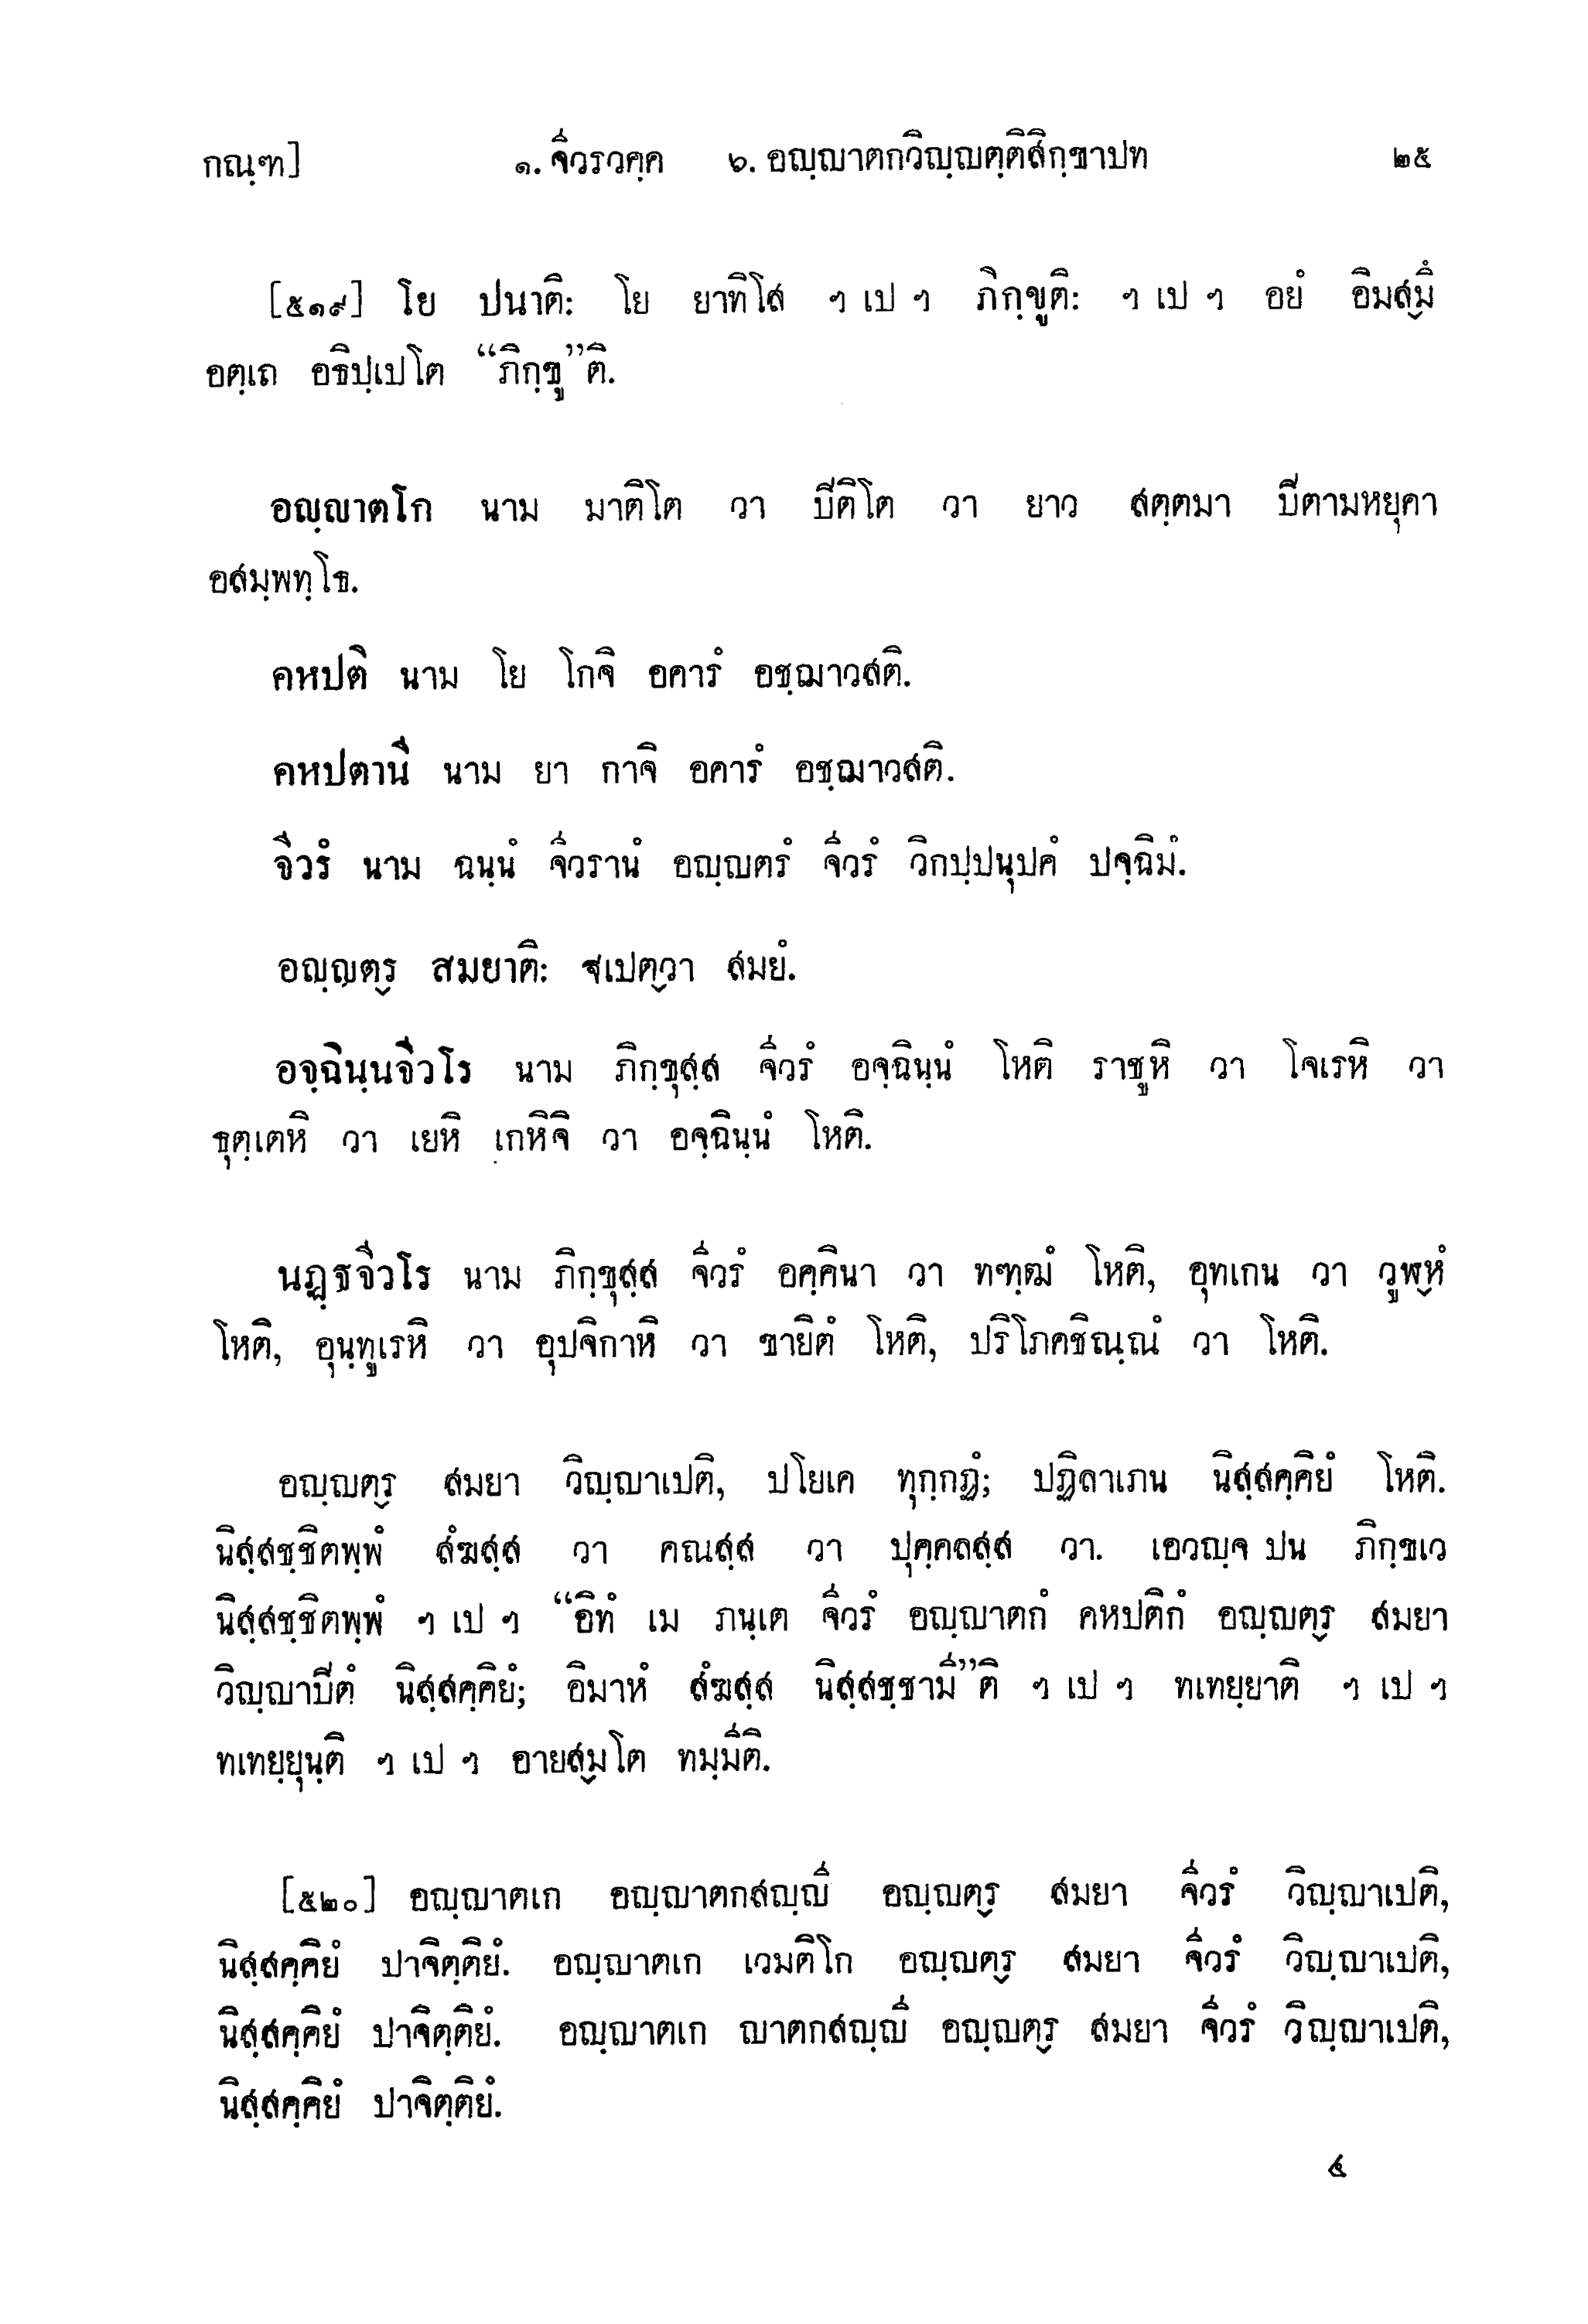 กณฺฑ] ๑. จีวรวคฺค ๖. อญฺญาตกวิญฺญตฺติสิกฺขาปท ๒๕
[๕๑๙] โย ปนาติ: โย ยาทิโส ฯ เป ฯ ภิกฺขูติ: ฯ เป ฯ อยํ อิมสฺมึ
อตฺเถ อธิปฺเปโต “ภิกฺขู”ติ.
อญฺญาตโก นาม มาติโต วา ปีติโต วา ยาว สตฺตมา ปีตามหยุคา
อสมฺพทฺโธ.
คหปติ นาม โย โกจิ อคารํ อชฺฌาวสติ.
คหปตานี นาม ยา กาจิ อคารํ อชฺฌาวสติ.
จีวรํ นาม ฉนฺนํ จีวรานํ อญฺญตรํ จีวรํ วิกปฺปนุปคํ ปจฺฉิมํ.
อญฺญตฺร สมยาติ: ฐเปตฺวา สมยํ.
อจฺฉินฺนจีวโร นาม ภิกฺขุสฺส จีวรํ อจฺฉินฺนํ โหติ ราชูหิ วา โจเรหิ วา
ธุตฺเตหิ วา เยหิ เกหิจิ วา อจฺฉินฺนํ โหติ.
นฏฺฐจีวโร นาม ภิกฺขุสฺส จีวรํ อคฺคินา วา ทฑฺฒํ โหติ, อุทเกน วา วูฬฺหํ
โหติ, อุนฺทูเรหิ วา อุปจิกาหิ วา ขายิตํ โหติ, ปริโภคชิณฺณํ วา โหติ.
อญฺญตฺร สมยา วิญฺญาเปติ, ปโยเค ทุกฺกฏํ; ปฏิลาเภน นิสฺสคฺคิยํ โหติ.
นิสฺสชฺชิตพฺพํ สํฆสฺส วา คณสฺส วา ปุคฺคลสฺส วา. เอวญฺจ ปน ภิกฺขเว
นิสฺสชฺชิตพฺพํ ฯ เป ฯ “อิทํ เม ภนฺเต จีวรํ อญฺญาตกํ คหปติกํ อญฺญตฺร สมยา
วิญฺญาปีตํ นิสฺสคฺคิยํ; อิมาหํ สํฆสฺส นิสฺสชฺชามี”ติ ฯ เป ฯ ทเทยฺยาติ ฯ เป ฯ
ทเทยฺยุนฺติ ฯ เป ฯ อายสฺมโต ทมฺมีติ.
[๕๒๐] อญฺญาตเก อญฺญาตกสญฺญี อญฺญตฺร สมยา จีวรํ วิญฺญาเปติ,
นิสฺสคฺคิยํ ปาจิตฺติยํ. อญฺญาตเก เวมติโก อญฺญตฺร สมยา จีวรํ วิญฺญาเปติ,
นิสฺสคฺคิยํ ปาจิตฺติยํ. อญฺญาตเก ญาตกสญฺญี อญฺญตฺร สมยา จีวรํ วิญฺญาเปติ,
นิสฺสคฺคิยํ ปาจิตฺติยํ.
๔